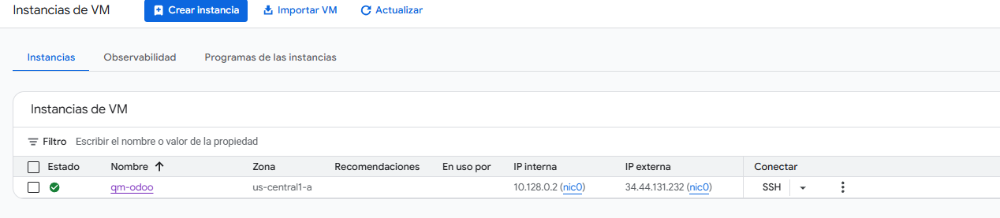 Instancias de VM Crear instancia Importar VM Actualizar
Instancias Observabilidad Programas de las instancias
Instancias de VM
Filtro Escribir el nombre o valor de la propiedad
Estado Nombre Zona Recomendaciones En uso por IP interna IP externa Conectar
qm-odoo us-central1-a 10.128.0.2 (nic0) 34.44.131.232 (nic0) SSH